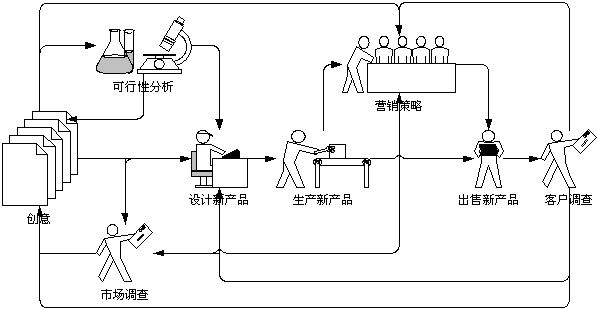 可行性分析
营销策略
创意
设计新产品
生产新产品
出售新产品
客户调查
市场调查